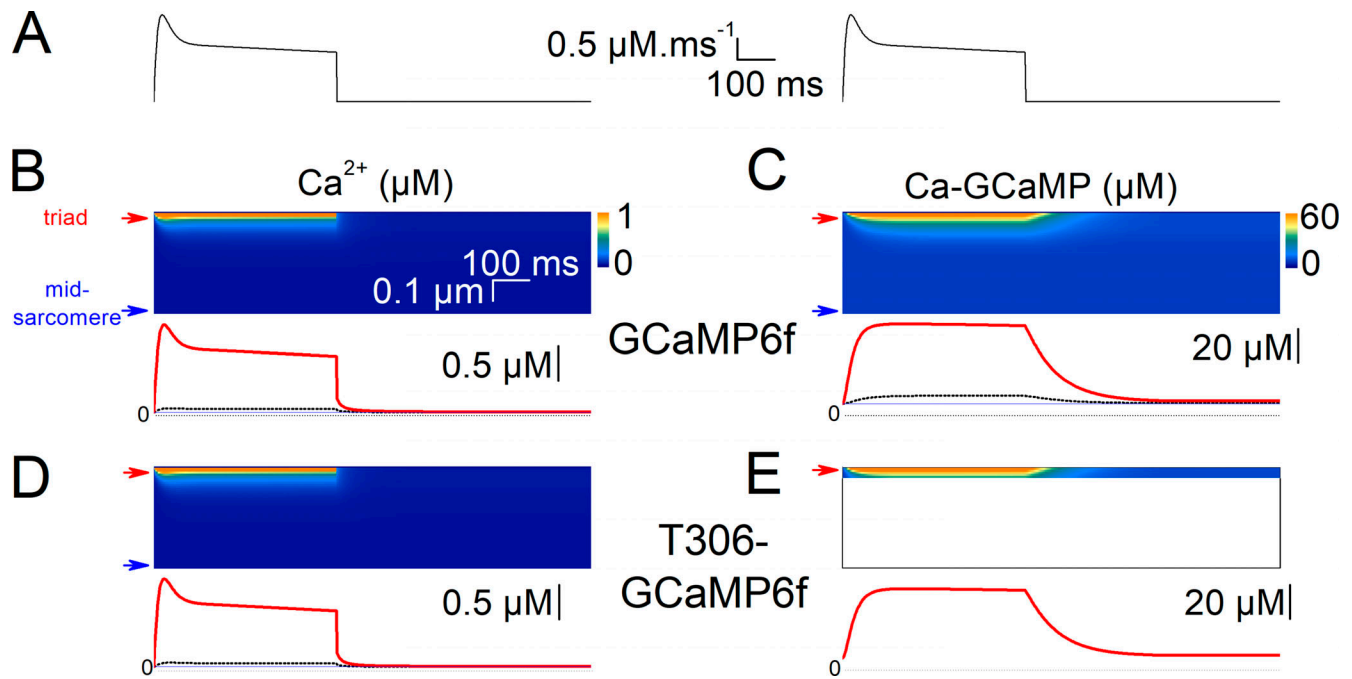 A
0.5 µM.ms⁻¹
100 ms
B
Ca²⁺ (µM)
C
Ca-GCaMP (µM)
triad
1
0
60
0
100 ms
0.1 µm
mid-
sarcomere
GCaMP6f
0.5 µM
20 µM
0
0
D
E
T306-
GCaMP6f
0.5 µM
20 µM
0
0